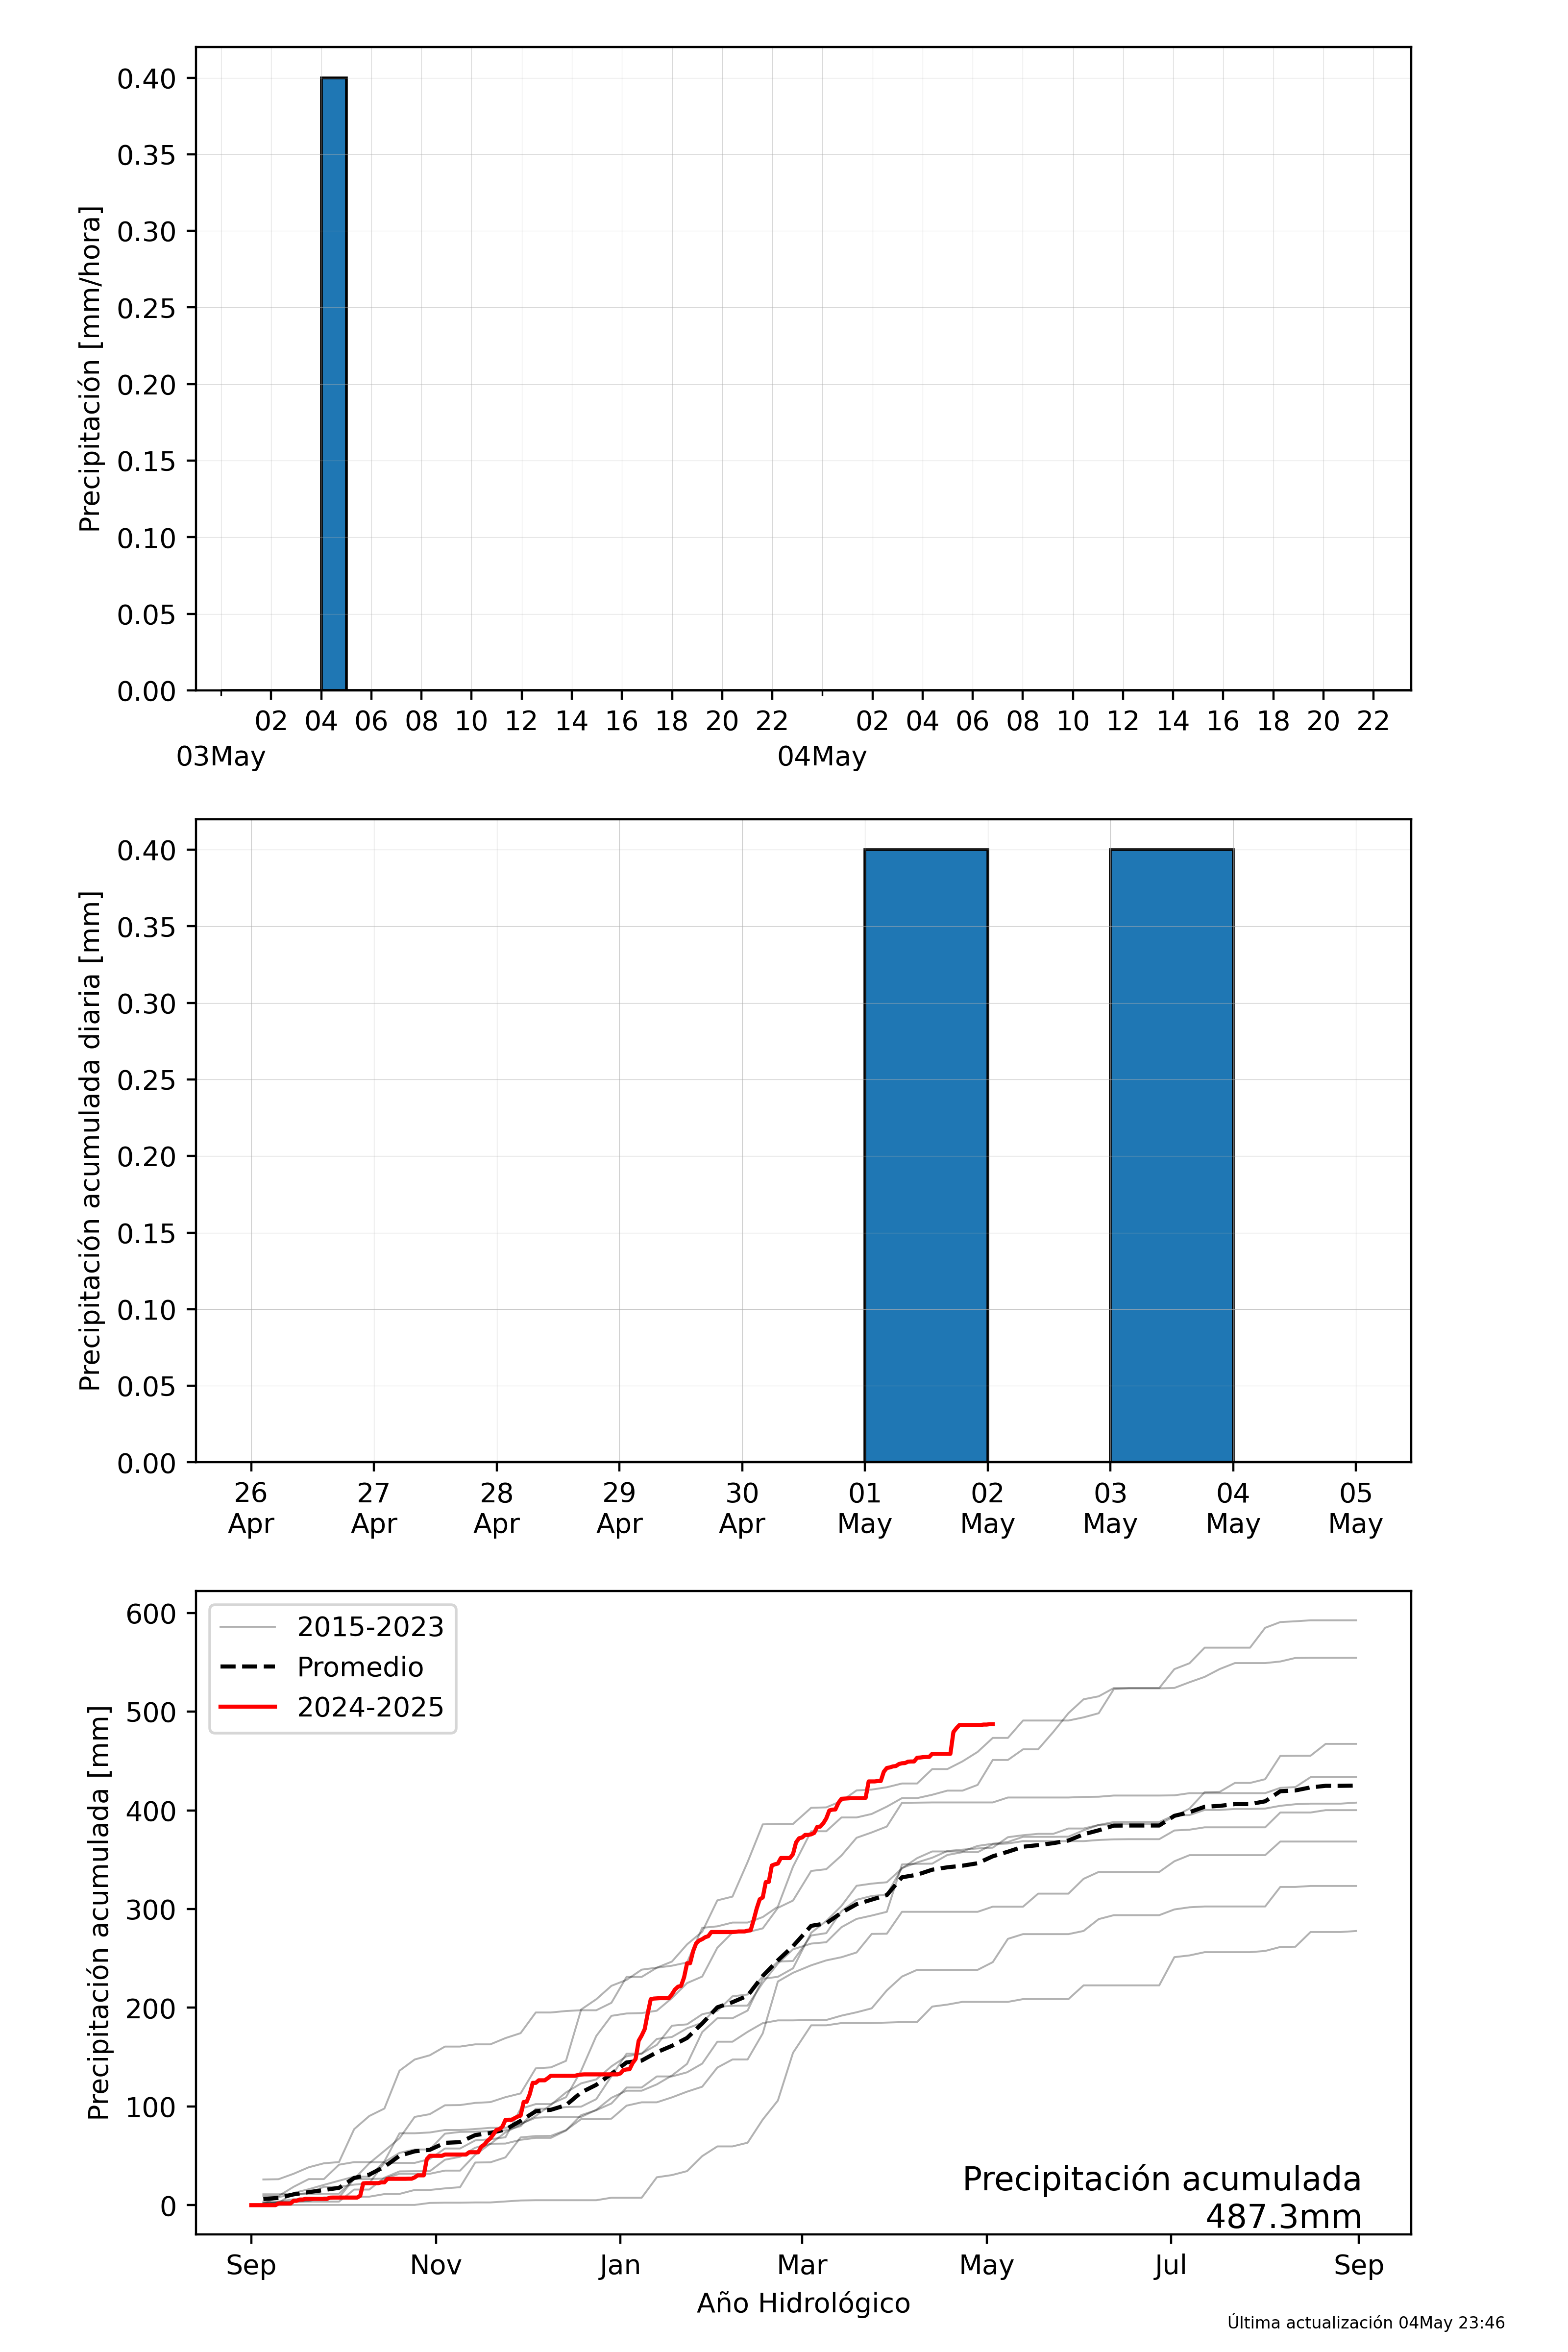 0.40
0.35
0.30
0.25
0.20
0.15
0.10
0.05
0.00
Precipitación [mm/hora]
02 04 06 08 10 12 14 16 18 20 22 02 04 06 08 10 12 14 16 18 20 22
03May 04May
0.40
0.35
0.30
0.25
0.20
0.15
0.10
0.05
0.00
Precipitación acumulada diaria [mm]
26 27 28 29 30 01 02 03 04 05
Apr Apr Apr Apr Apr May May May May May
600
500
400
300
200
100
0
Precipitación acumulada [mm]
2015-2023
Promedio
2024-2025
Precipitación acumulada
487.3mm
Sep Nov Jan Mar May Jul Sep
Año Hidrológico
Última actualización 04May 23:46